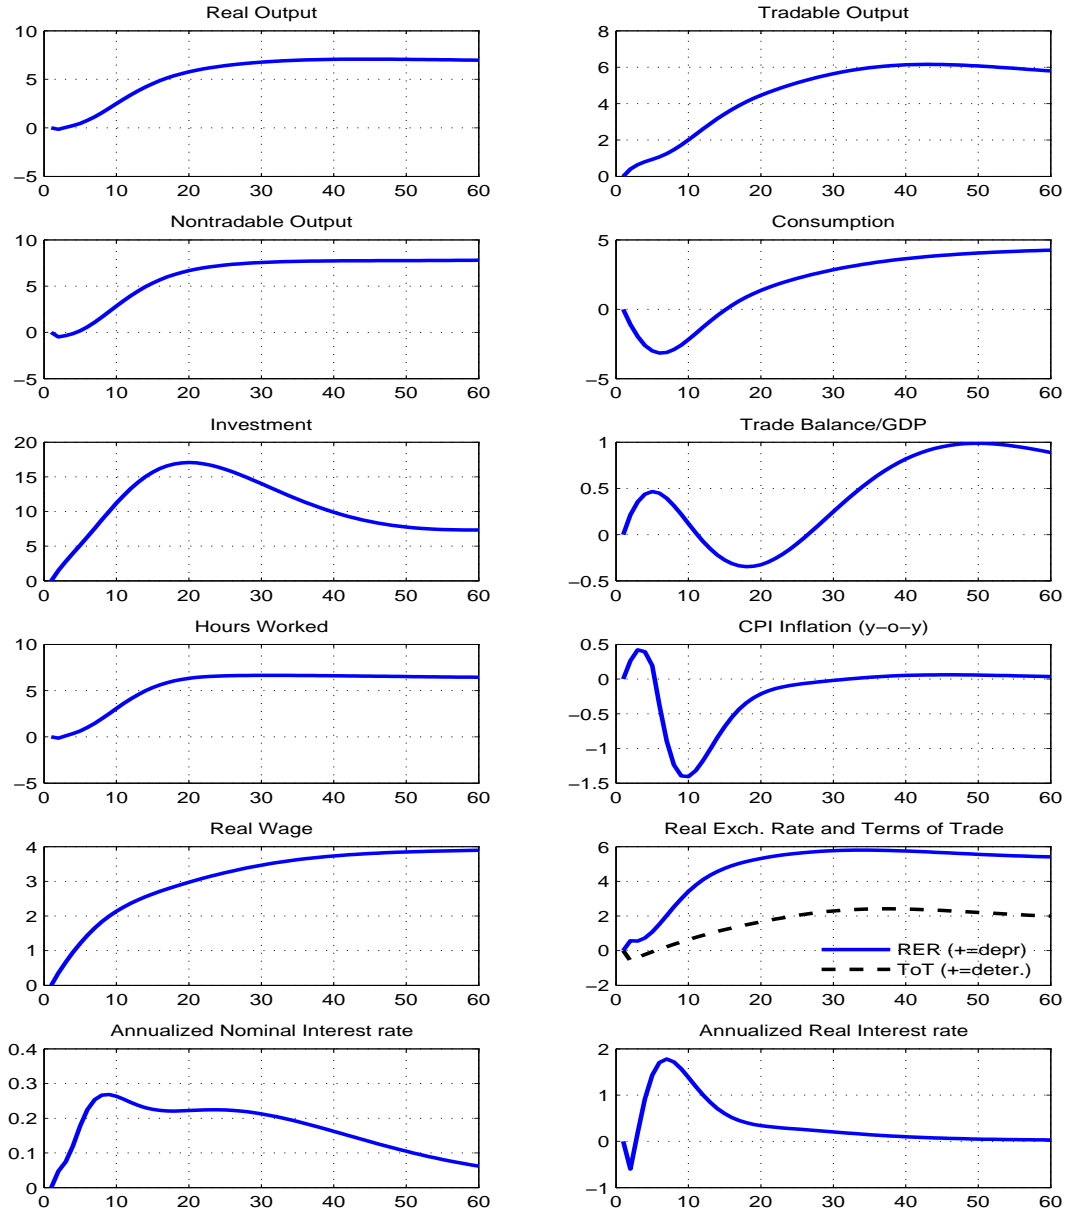 Real Output
10
5
0
−5
0 10 20 30 40 50 60
Tradable Output
8
6
4
2
0
0 10 20 30 40 50 60
Nontradable Output
10
5
0
−5
0 10 20 30 40 50 60
Consumption
5
0
−5
0 10 20 30 40 50 60
Investment
20
15
10
5
0
0 10 20 30 40 50 60
Trade Balance/GDP
1
0.5
0
−0.5
0 10 20 30 40 50 60
Hours Worked
10
5
0
−5
0 10 20 30 40 50 60
CPI Inflation (y−o−y)
0.5
0
−0.5
−1
−1.5
0 10 20 30 40 50 60
Real Wage
4
3
2
1
0
0 10 20 30 40 50 60
Real Exch. Rate and Terms of Trade
6
4
2
0
−2
RER (+=depr)
ToT (+=deter.)
0 10 20 30 40 50 60
Annualized Nominal Interest rate
0.4
0.3
0.2
0.1
0
0 10 20 30 40 50 60
Annualized Real Interest rate
2
1
0
−1
0 10 20 30 40 50 60